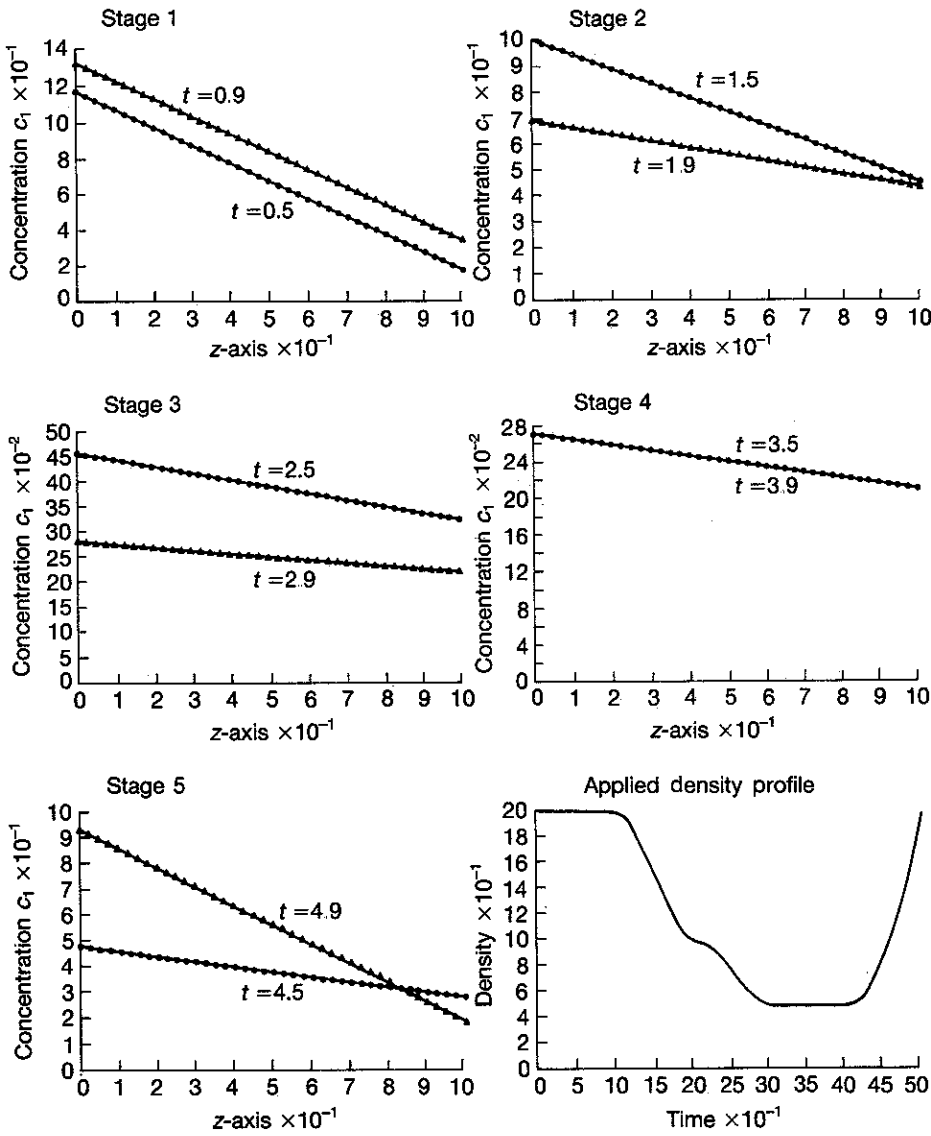 Stage 1
Concentration c₁ ×10⁻¹
14
12
10
8
6
4
2
0
t = 0.9
t = 0.5
0 1 2 3 4 5 6 7 8 9 10
z-axis ×10⁻¹
Stage 2
Concentration c₁ ×10⁻¹
10
9
8
7
6
5
4
3
2
1
0
t = 1.5
t = 1.9
0 1 2 3 4 5 6 7 8 9 10
z-axis ×10⁻¹
Stage 3
Concentration c₁ ×10⁻²
50
45
40
35
30
25
20
15
10
5
0
t = 2.5
t = 2.9
0 1 2 3 4 5 6 7 8 9 10
z-axis ×10⁻¹
Stage 4
Concentration c₁ ×10⁻²
28
24
20
16
12
8
4
0
t = 3.5
t = 3.9
0 1 2 3 4 5 6 7 8 9 10
z-axis ×10⁻¹
Stage 5
Concentration c₁ ×10⁻¹
10
9
8
7
6
5
4
3
2
1
0
t = 4.9
t = 4.5
0 1 2 3 4 5 6 7 8 9 10
z-axis ×10⁻¹
Applied density profile
Density ×10⁻¹
20
18
16
14
12
10
8
6
4
2
0
0 5 10 15 20 25 30 35 40 45 50
Time ×10⁻¹